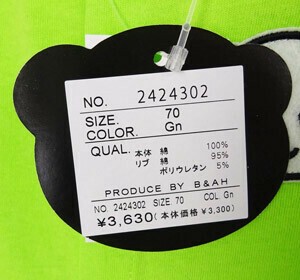 NO. 2424302
SIZE. 70
COLOR. Gn
QUAL. 本体 綿 100%
リブ 綿 95%
ポリウレタン 5%
PRODUCE BY B&AH
NO. 2424302 SIZE. 70 COL. Gn
¥3,630(本体価格 ¥3,300)